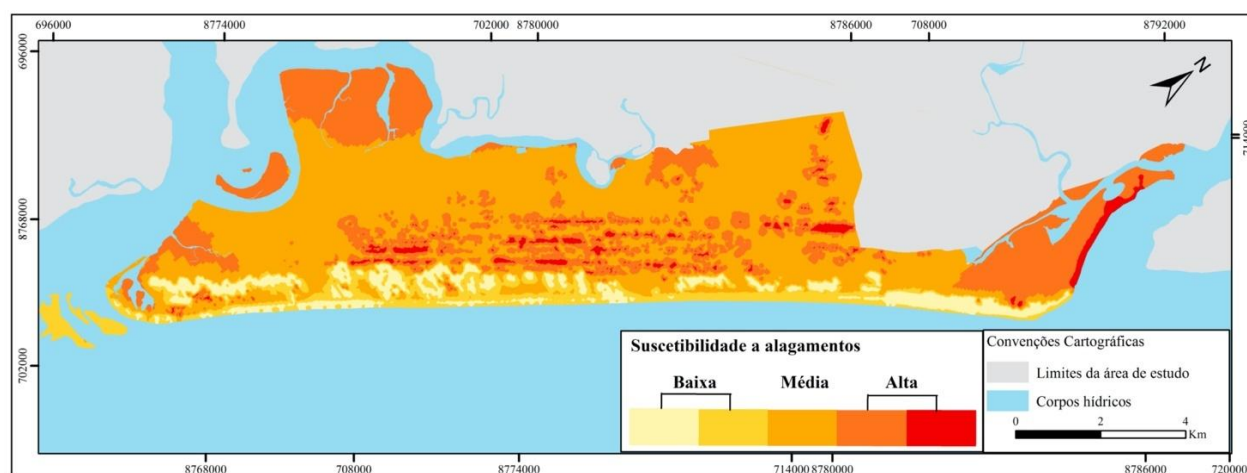 696000 8774000 702000 8780000 8786000 708000 8792000
696000
8768000
702000
714000
N
Suscetibilidade a alagamentos
Baixa Média Alta
Convenções Cartográficas
Limites da área de estudo
Corpos hídricos
0 2 4
Km
8768000 708000 8774000 714000 8780000 8786000 720000